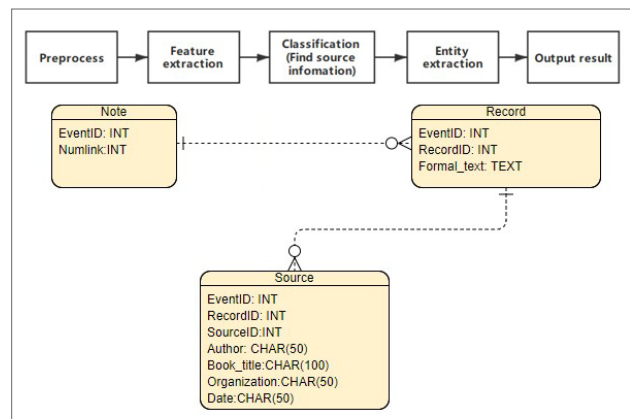 Preprocess
Feature
extraction
Classification
(Find source
infomation)
Entity
extraction
Output result
Note
EventID: INT
Numlink:INT
Record
EventID: INT
RecordID: INT
Formal_text: TEXT
Source
EventID: INT
RecordID: INT
SourceID:INT
Author: CHAR(50)
Book_title:CHAR(100)
Organization:CHAR(50)
Date:CHAR(50)